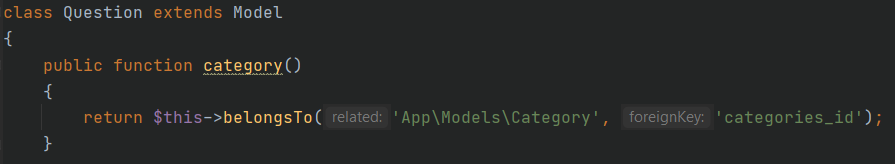 class Question extends Model
{
public function category()
{
return $this->belongsTo( related: 'App\Models\Category', foreignKey: 'categories_id');
}